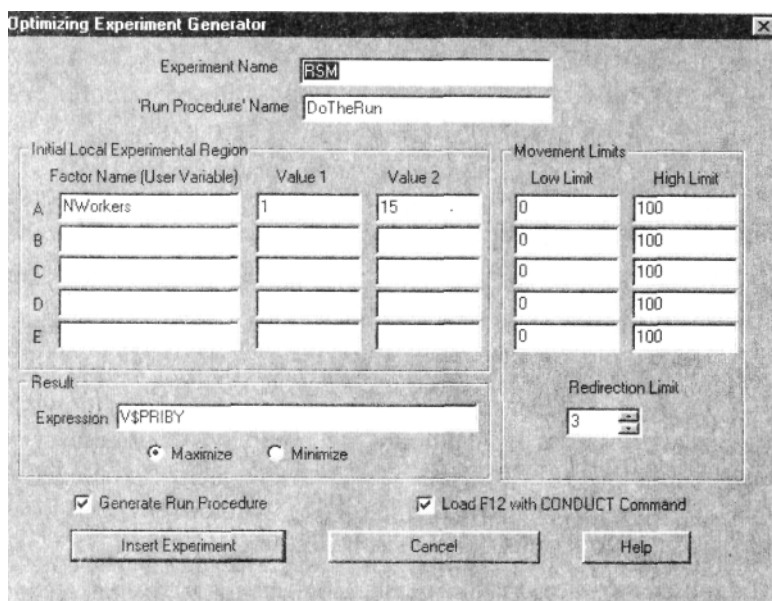 Optimizing Experiment Generator
Experiment Name RSM
'Run Procedure' Name DoTheRun
Initial Local Experimental Region
Movement Limits
Factor Name (User Variable) Value 1 Value 2 Low Limit High Limit
A NWorkers 1 15 0 100
B 0 100
C 0 100
D 0 100
E 0 100
Result
Redirection Limit
Expression V$PRIBY
3
Maximize Minimize
Generate Run Procedure Load F12 with CONDUCT Command
Insert Experiment Cancel Help